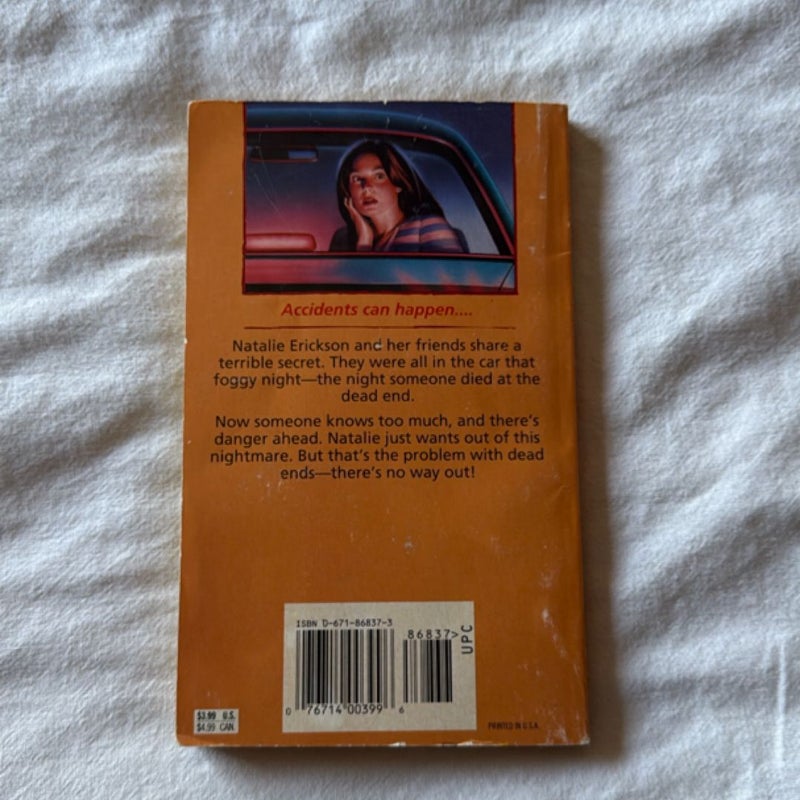 Accidents can happen....
Natalie Erickson and her friends share a
terrible secret. They were all in the car that
foggy night—the night someone died at the
dead end.
Now someone knows too much, and there's
danger ahead. Natalie just wants out of this
nightmare. But that's the problem with dead
ends—there's no way out!
ISBN 0-671-86837-3
86837>
UPC
0 76714 00399 6
$3.99 U.S.
$4.99 CAN.
PRINTED IN U.S.A.